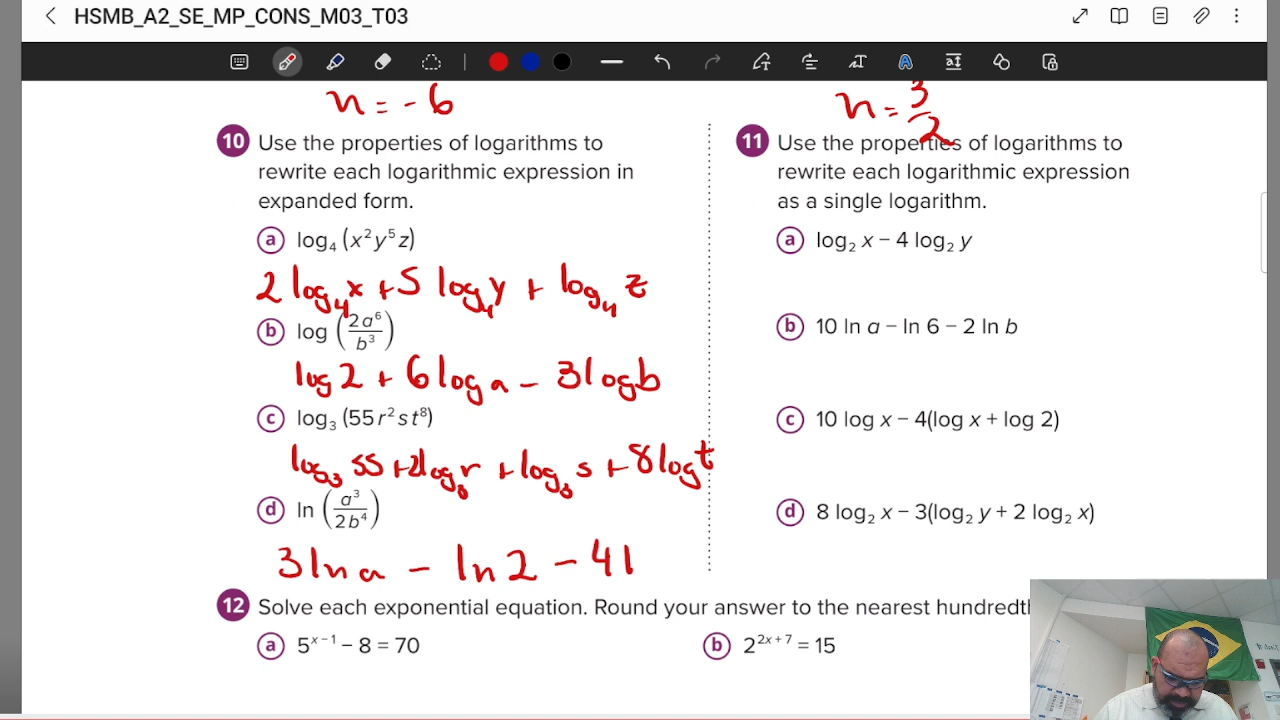 HSMB_A2_SE_MP_CONS_M03_T03
n = -6
n = 3/2
10 Use the properties of logarithms to
rewrite each logarithmic expression in
expanded form.
a log₄ (x²y⁵z)
2 log₄x + 5 log₄y + log₄ z
b log (2a⁶/b³)
log 2 + 6 log a - 3 log b
c log₃ (55r²st⁸)
log₃ 55 + 2log₃ r + log₃ s + 8 log t
d ln (a³/2b⁴)
3 ln a - ln 2 - 4l
11 Use the properties of logarithms to
rewrite each logarithmic expression
as a single logarithm.
a log₂ x − 4 log₂ y
b 10 ln a − ln 6 − 2 ln b
c 10 log x − 4(log x + log 2)
d 8 log₂ x − 3(log₂ y + 2 log₂ x)
12 Solve each exponential equation. Round your answer to the nearest hundredth
a 5ˣ⁻¹ − 8 = 70
b 2²ˣ⁺⁷ = 15